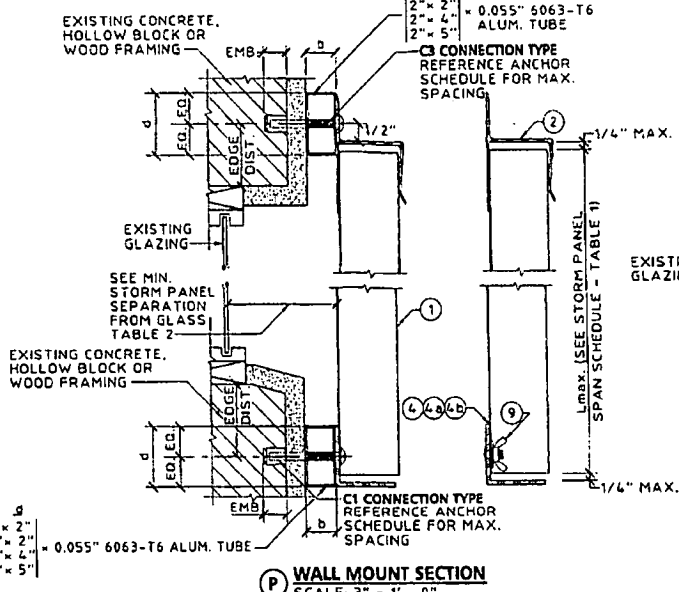 2" x 2"
2" x 4"
2" x 5"
x 0.055" 6063-T6
ALUM. TUBE
EXISTING CONCRETE,
HOLLOW BLOCK OR
WOOD FRAMING
EMB
b
C3 CONNECTION TYPE
REFERENCE ANCHOR
SCHEDULE FOR MAX.
SPACING
d
EQ.
EQ.
EDGE
DIST.
1/2"
2
1/4" MAX.
EXISTING
GLAZING
SEE MIN.
STORM PANEL
SEPARATION
FROM GLASS
TABLE 2
1
Lmax. (SEE STORM PANEL
SPAN SCHEDULE - TABLE 1)
EXISTI
GLAZIN
EXISTING CONCRETE,
HOLLOW BLOCK OR
WOOD FRAMING
EDGE
DIST
d
EQ.
EQ.
4 4a 4b
9
EMB
b
1/4" MAX.
C1 CONNECTION TYPE
REFERENCE ANCHOR
SCHEDULE FOR MAX.
SPACING
d
x 2"
x 2"
x 4"
x 5"
x 0.055" 6063-T6 ALUM. TUBE
P WALL MOUNT SECTION
SCALE: 3" = 1' - 0"